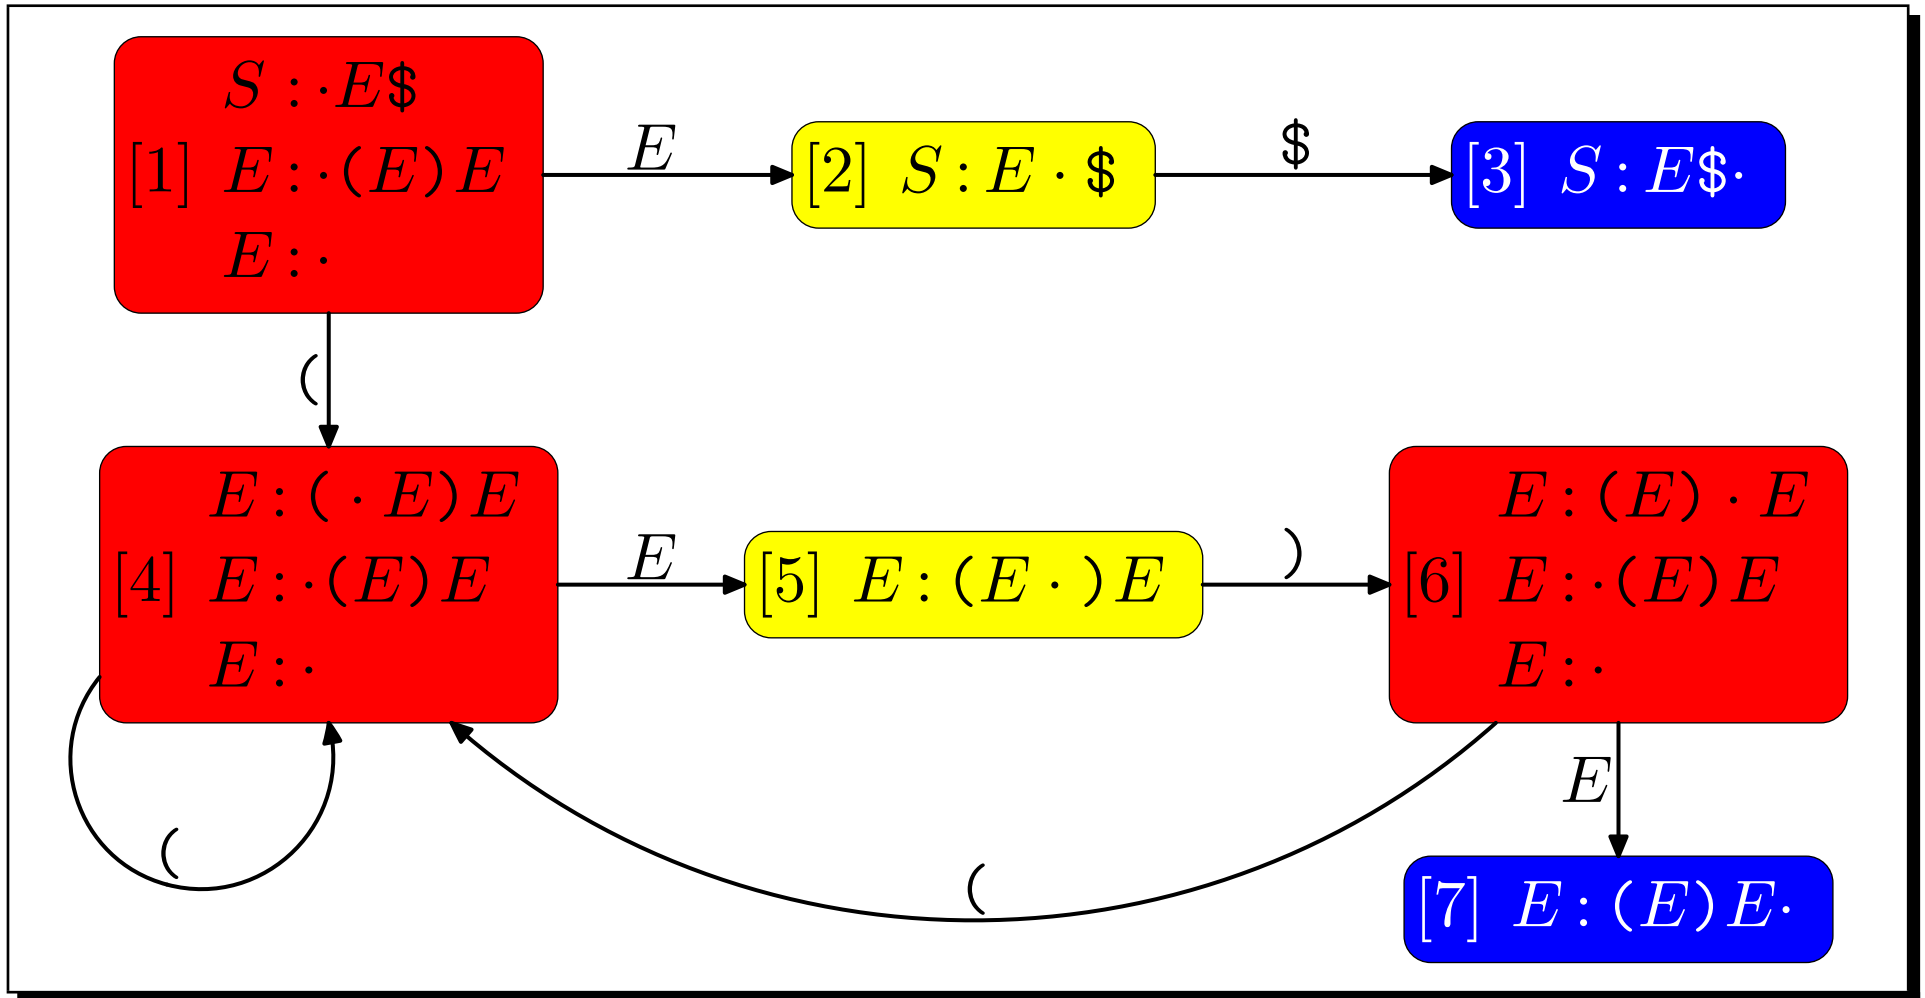 S : ·E$
[1] E : ·(E)E
E : ·
E
[2] S : E · $
$
[3] S : E$·
(
E : ( · E)E
[4] E : ·(E)E
E : ·
E
[5] E : (E · )E
)
E : (E) · E
[6] E : ·(E)E
E : ·
(
(
E
[7] E : (E)E·